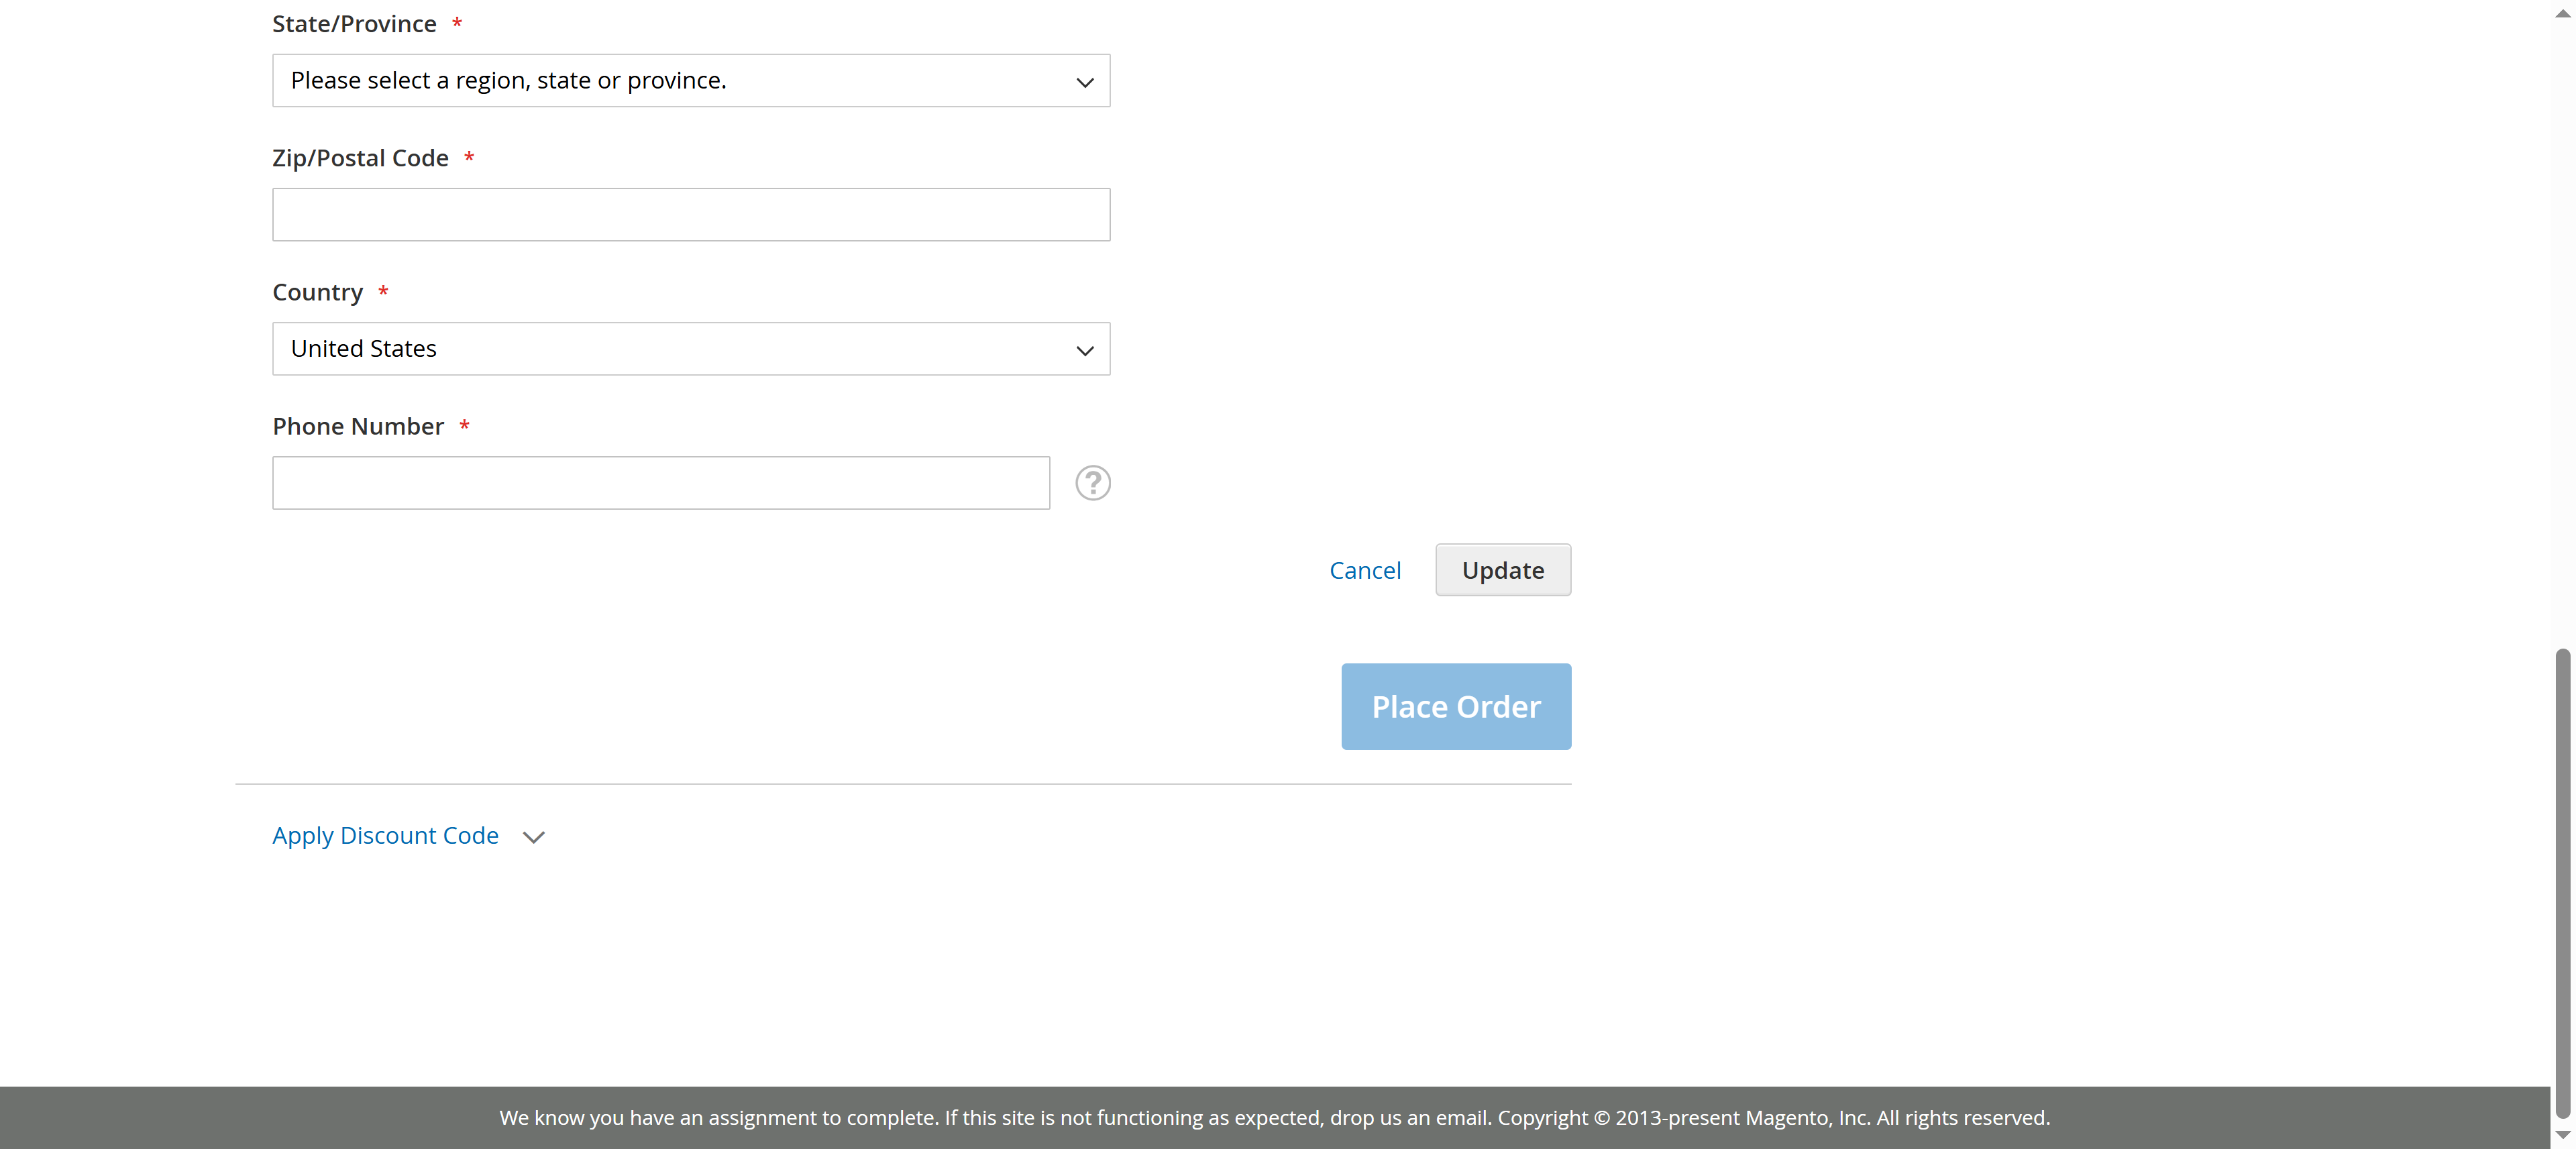 State/Province *
Please select a region, state or province.
Zip/Postal Code *
Country *
United States
Phone Number *
?
Cancel
Update
Place Order
Apply Discount Code
We know you have an assignment to complete. If this site is not functioning as expected, drop us an email. Copyright © 2013-present Magento, Inc. All rights reserved.